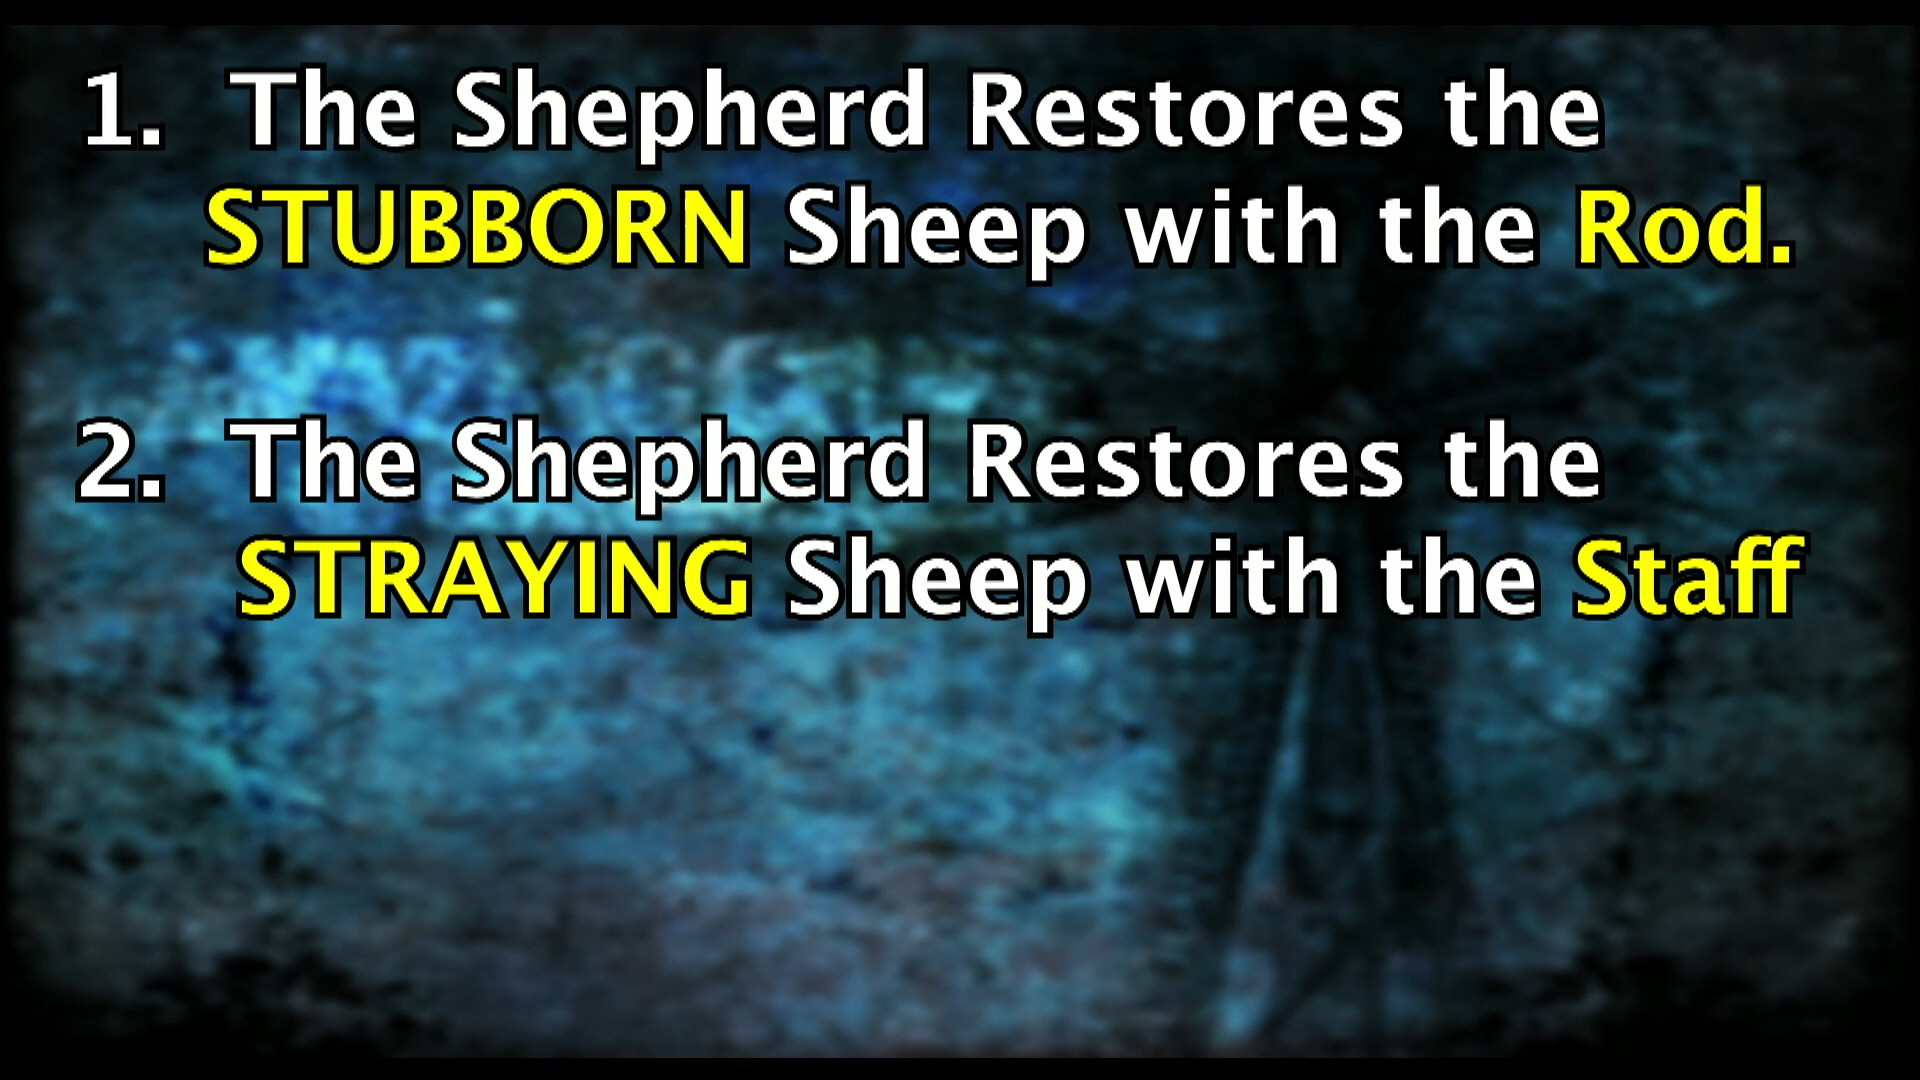 1. The Shepherd Restores the
STUBBORN Sheep with the Rod.
2. The Shepherd Restores the
STRAYING Sheep with the Staff